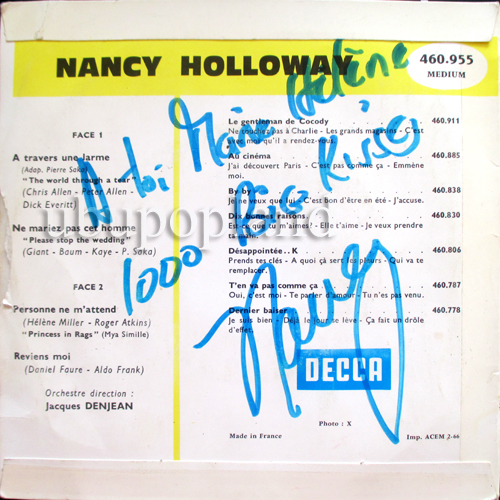 NANCY HOLLOWAY
460.955
MEDIUM
A toi Marie Hélène
1000
Nancy
FACE 1
A travers une larme
(Adap. Pierre Saka)
"The world through a tear"
(Chris Allen - Peter Allen -
Dick Everitt)
Ne mariez pas cet homme
"Please stop the wedding"
(Giant - Baum - Kaye - P. Saka)
FACE 2
Personne ne m'attend
(Hélène Miller - Roger Atkins)
"Princess in Rags" (Mya Simille)
Reviens moi
(Doniel Faure - Aldo Frank)
Orchestre direction :
Jacques DENJEAN
Le gentleman de Cocody 460.911
Ne touchez pas à Charlie - Les grands magasins - C'est
avec moi qu'il a rendez-vous.
Au cinéma 460.885
J'ai découvert Paris - C'est pas comme ça - Emmène
moi.
By by 460.838
Je ne veux que lui - C'est bon d'être en été - J'accuse.
Dix bonnes raisons 460.830
Est-ce que tu m'aimes? - Elle t'aime - Je veux prendre
ta main.
Désappointée.. K 460.806
Prends tes clés - A quoi ça sert les pleurs - Qui va te
remplacer.
T'en va pas comme ça 460.787
Oui, c'est moi - Te parler d'amour - Tu n'es pas venu.
Dernier baiser 460.778
Je suis bien - Déjà le jour se lève - Ça fait un drôle
d'effet.
DECCA
Photo : X
Made in France
Imp. ACEM 2-66